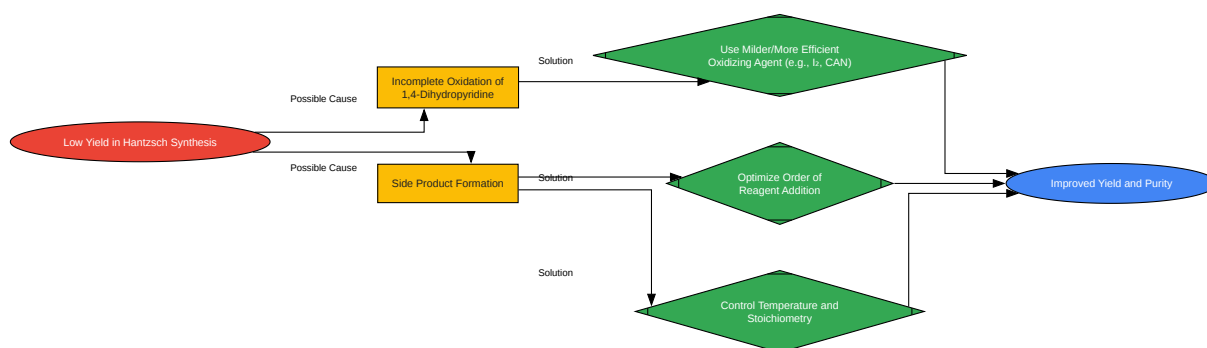 Use Milder/More Efficient
Oxidizing Agent (e.g., I₂, CAN)
Solution
Incomplete Oxidation of
1,4-Dihydropyridine
Possible Cause
Low Yield in Hantzsch Synthesis
Possible Cause
Side Product Formation
Solution
Optimize Order of
Reagent Addition
Improved Yield and Purity
Solution
Control Temperature and
Stoichiometry